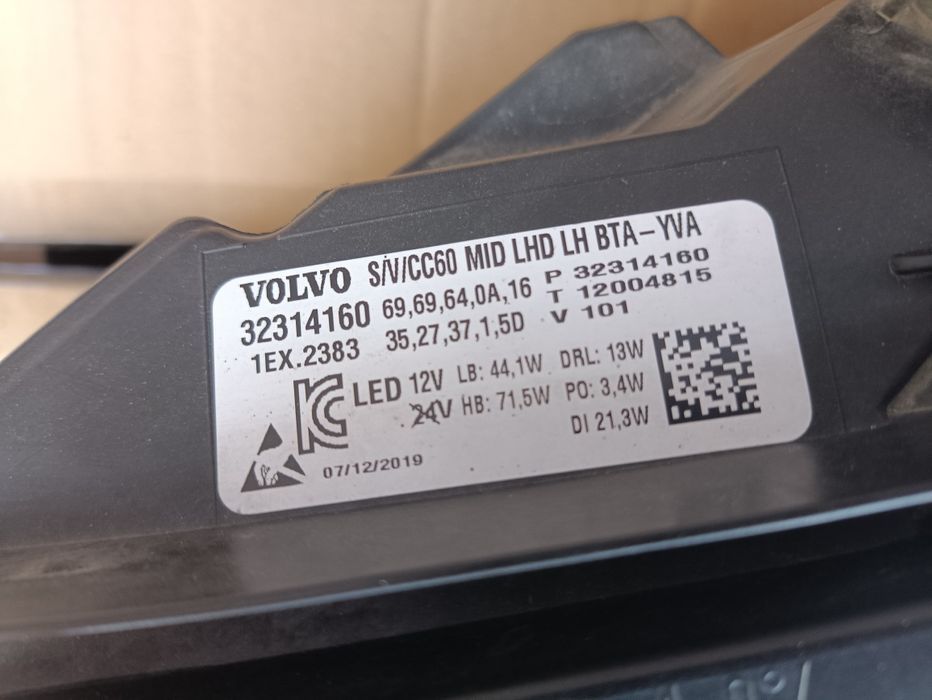 VOLVO S/V/CC60 MID LHD LH BTA-YVA
32314160 69,69,64,0A,16 P 32314160
1EX.2383 35,27,37,1,5D T 12004815
V 101
LED 12V LB: 44,1W DRL: 13W
24V HB: 71,5W PO: 3,4W
DI 21,3W
07/12/2019